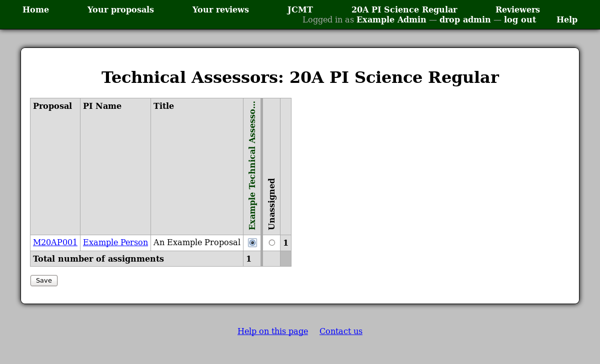 Home Your proposals Your reviews JCMT 20A PI Science Regular Reviewers
Logged in as Example Admin — drop admin — log out Help
Technical Assessors: 20A PI Science Regular
Proposal PI Name Title Example Technical Assesso... Unassigned
M20AP001 Example Person An Example Proposal 1
Total number of assignments 1
Save
Help on this page Contact us